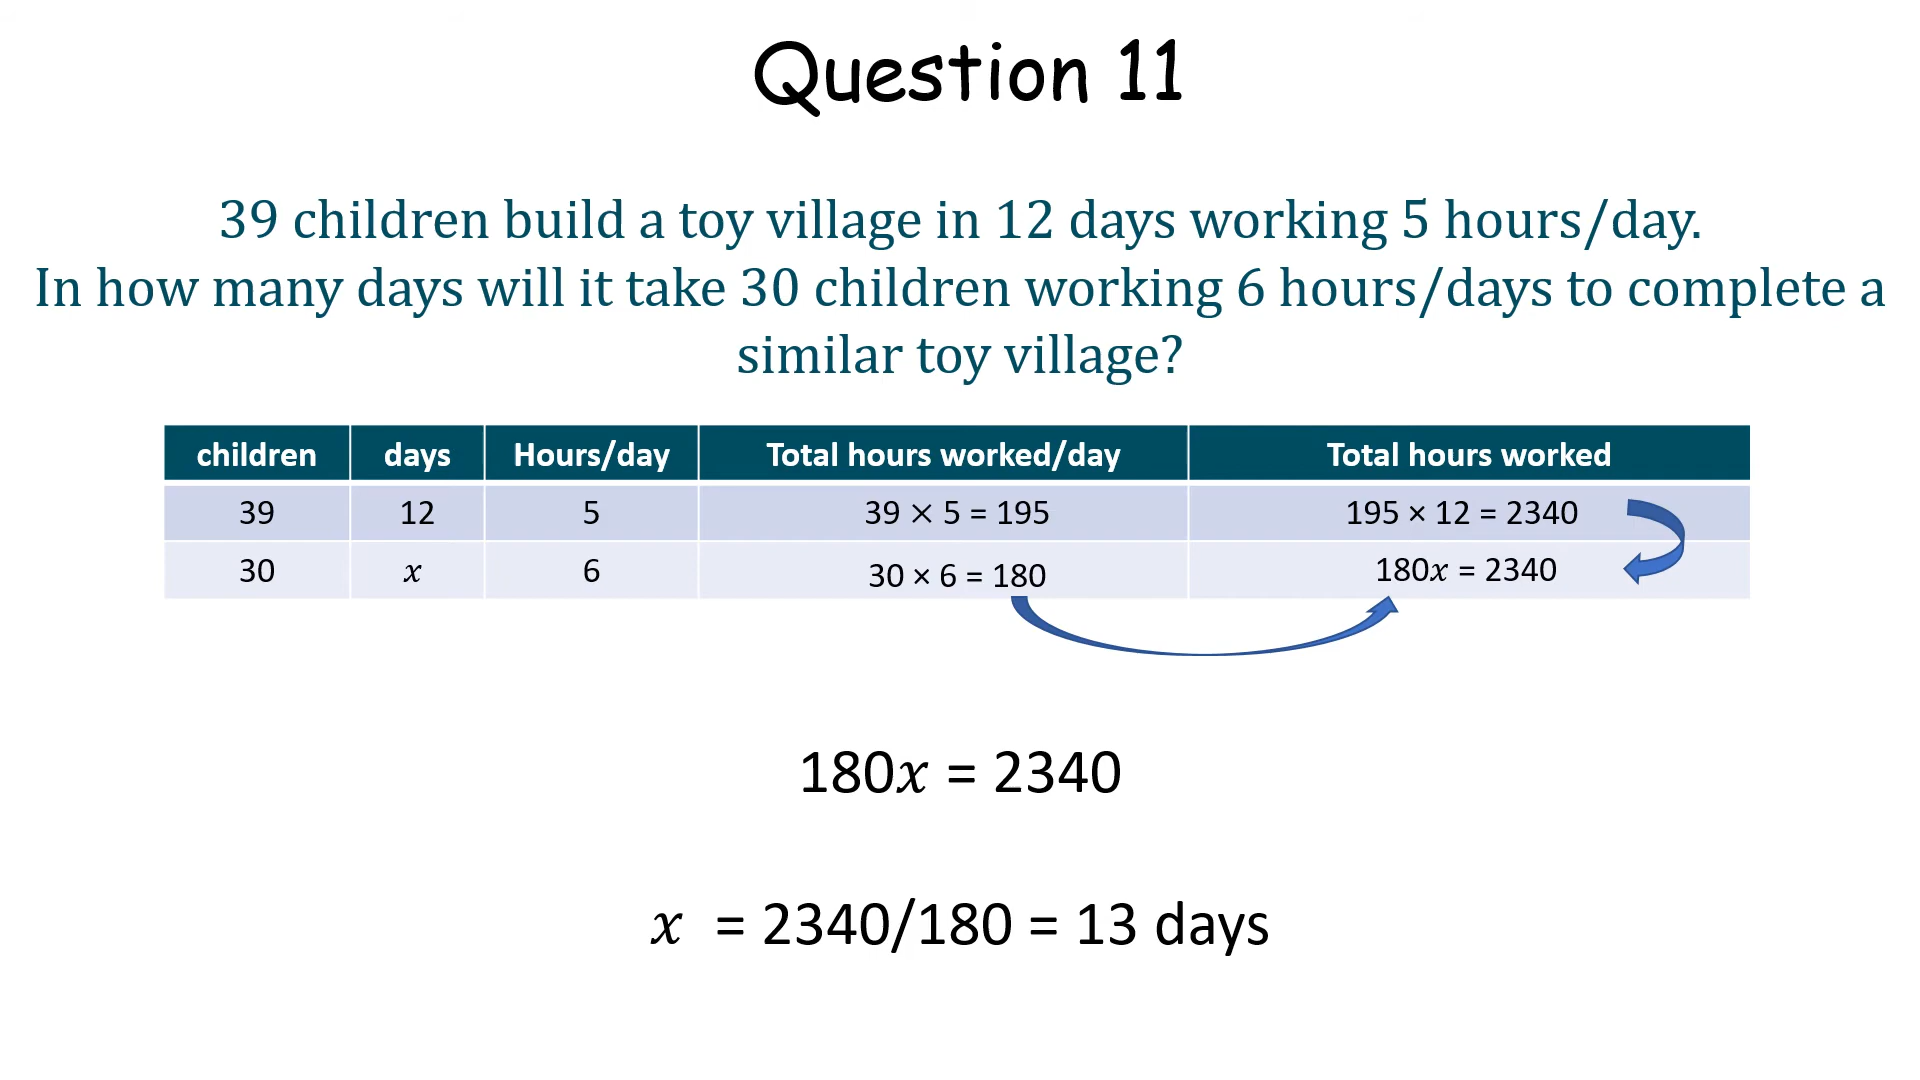 Question 11
39 children build a toy village in 12 days working 5 hours/day.
In how many days will it take 30 children working 6 hours/days to complete a
similar toy village?
children days Hours/day Total hours worked/day Total hours worked
39 12 5 39 × 5 = 195 195 × 12 = 2340
30 x 6 30 × 6 = 180 180x = 2340
180x = 2340
x = 2340/180 = 13 days